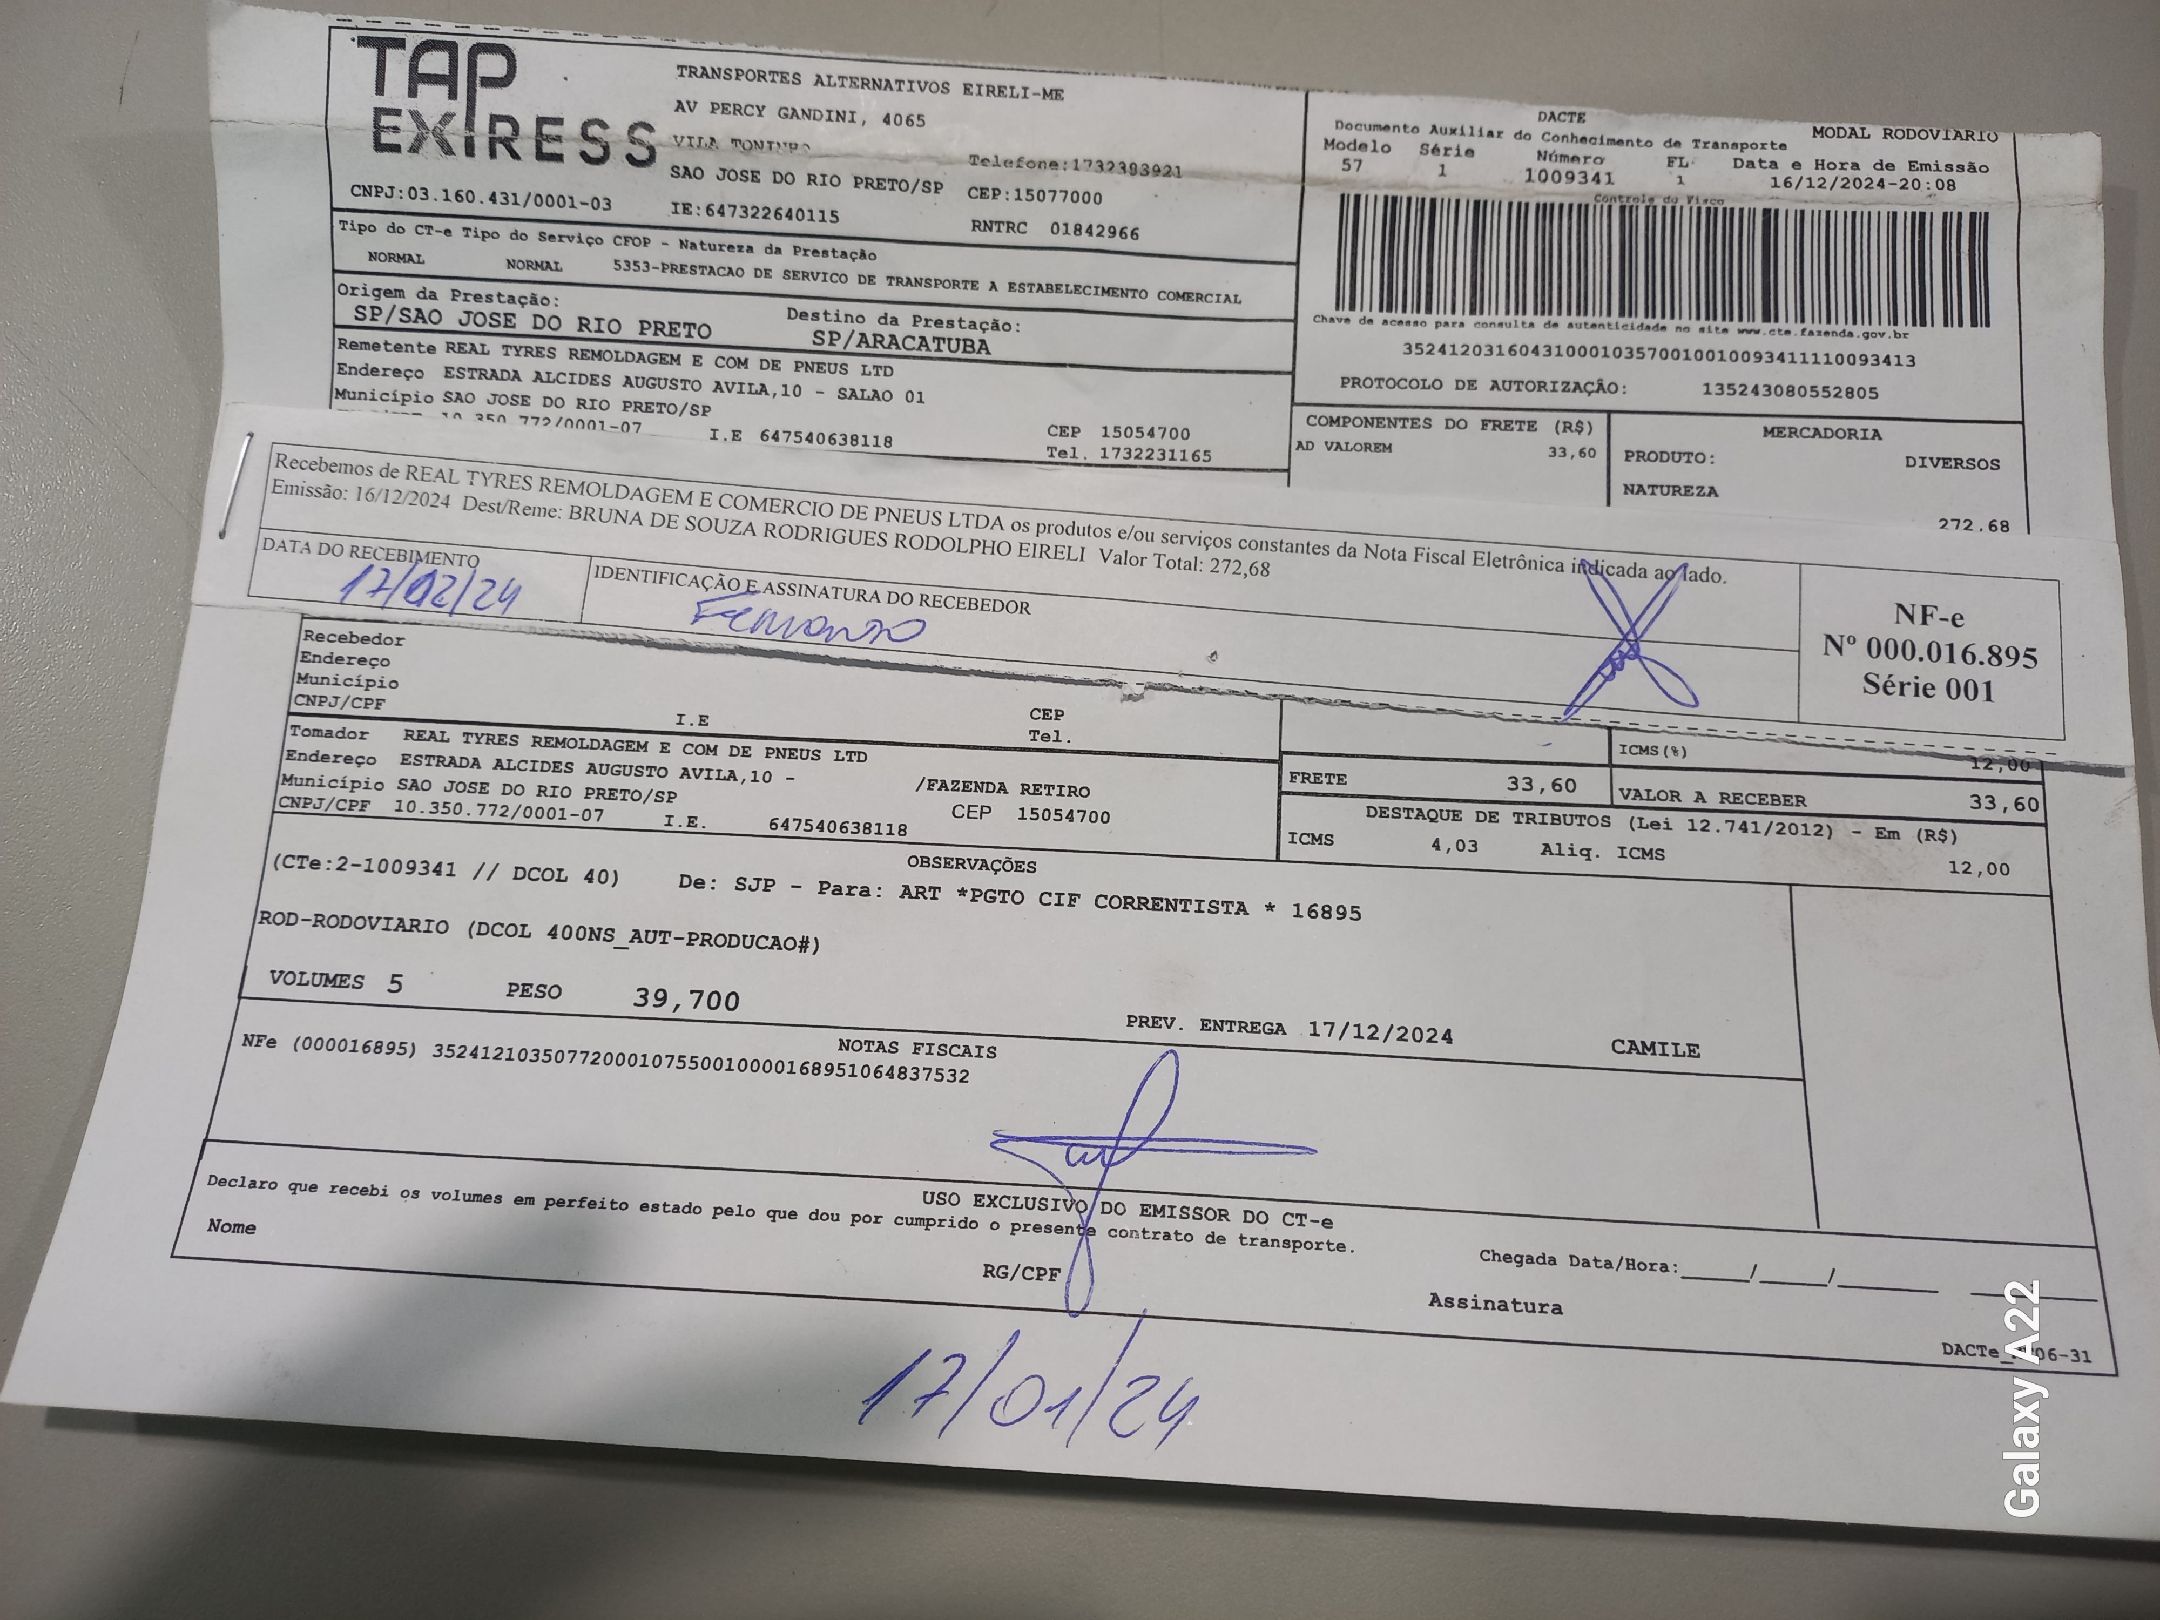 TAP
EXPRESS
TRANSPORTES ALTERNATIVOS EIRELI-ME
AV PERCY GANDINI, 4065
VILA TONINHO
Telefone:1732393921
SAO JOSE DO RIO PRETO/SP CEP:15077000
CNPJ:03.160.431/0001-03 IE:647322640115 RNTRC 01842966
DACTE
MODAL RODOVIARIO
Documento Auxiliar do Conhecimento de Transporte
Modelo Série Número FL Data e Hora de Emissão
57 1 1009341 1 16/12/2024-20:08
Controle do Fisco
Tipo do CT-e Tipo do Serviço CFOP - Natureza da Prestação
NORMAL NORMAL 5353-PRESTACAO DE SERVICO DE TRANSPORTE A ESTABELECIMENTO COMERCIAL
Origem da Prestação: Destino da Prestação:
SP/SAO JOSE DO RIO PRETO SP/ARACATUBA
Chave de acesso para consulta de autenticidade no site www.cte.fazenda.gov.br
35241203160431000103570010010093411110093413
PROTOCOLO DE AUTORIZAÇÃO: 135243080552805
Remetente REAL TYRES REMOLDAGEM E COM DE PNEUS LTD
Endereço ESTRADA ALCIDES AUGUSTO AVILA,10 - SALAO 01
Município SAO JOSE DO RIO PRETO/SP CEP 15054700
10.350.772/0001-07 I.E 647540638118 Tel. 1732231165
COMPONENTES DO FRETE (R$) MERCADORIA
AD VALOREM 33,60 PRODUTO: DIVERSOS
NATUREZA
272.68
Recebemos de REAL TYRES REMOLDAGEM E COMERCIO DE PNEUS LTDA os produtos e/ou serviços constantes da Nota Fiscal Eletrônica indicada ao lado.
Emissão: 16/12/2024 Dest/Reme: BRUNA DE SOUZA RODRIGUES RODOLPHO EIRELI Valor Total: 272,68
DATA DO RECEBIMENTO IDENTIFICAÇÃO E ASSINATURA DO RECEBEDOR
17/02/24 Fernando
NF-e
Nº 000.016.895
Série 001
Recebedor
Endereço
Município
CNPJ/CPF I.E CEP
Tel.
Tomador REAL TYRES REMOLDAGEM E COM DE PNEUS LTD
Endereço ESTRADA ALCIDES AUGUSTO AVILA,10 - /FAZENDA RETIRO
Município SAO JOSE DO RIO PRETO/SP CEP 15054700
CNPJ/CPF 10.350.772/0001-07 I.E. 647540638118
ICMS(%) 12,00
FRETE 33,60 VALOR A RECEBER 33,60
DESTAQUE DE TRIBUTOS (Lei 12.741/2012) - Em (R$)
ICMS 4,03 Aliq. ICMS 12,00
OBSERVAÇÕES
(CTe:2-1009341 // DCOL 40) De: SJP - Para: ART *PGTO CIF CORRENTISTA * 16895
ROD-RODOVIARIO (DCOL 400NS_AUT-PRODUCAO#)
VOLUMES 5 PESO 39,700 PREV. ENTREGA 17/12/2024 CAMILE
NOTAS FISCAIS
NFe (000016895) 35241210350772000107550010000168951064837532
USO EXCLUSIVO DO EMISSOR DO CT-e
Declaro que recebi os volumes em perfeito estado pelo que dou por cumprido o presente contrato de transporte.
Nome RG/CPF Assinatura Chegada Data/Hora:_____/_____/_______
17/01/24
Galaxy A22